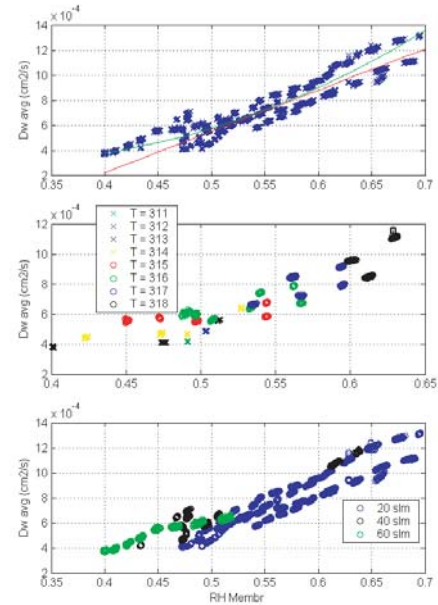 x 10^-4
14
12
10
8
6
4
2
Dw avg (cm2/s)
0.35 0.4 0.45 0.5 0.55 0.6 0.65 0.7
x 10^-4
12
10
8
6
4
2
0
Dw avg (cm2/s)
T = 311
T = 312
T = 313
T = 314
T = 315
T = 316
T = 317
T = 318
0.4 0.45 0.5 0.55 0.6 0.65
x 10^-4
14
12
10
8
6
4
2
Dw avg (cm2/s)
20 slm
40 slm
60 slm
0.35 0.4 0.45 0.5 0.55 0.6 0.65 0.7
RH Membr